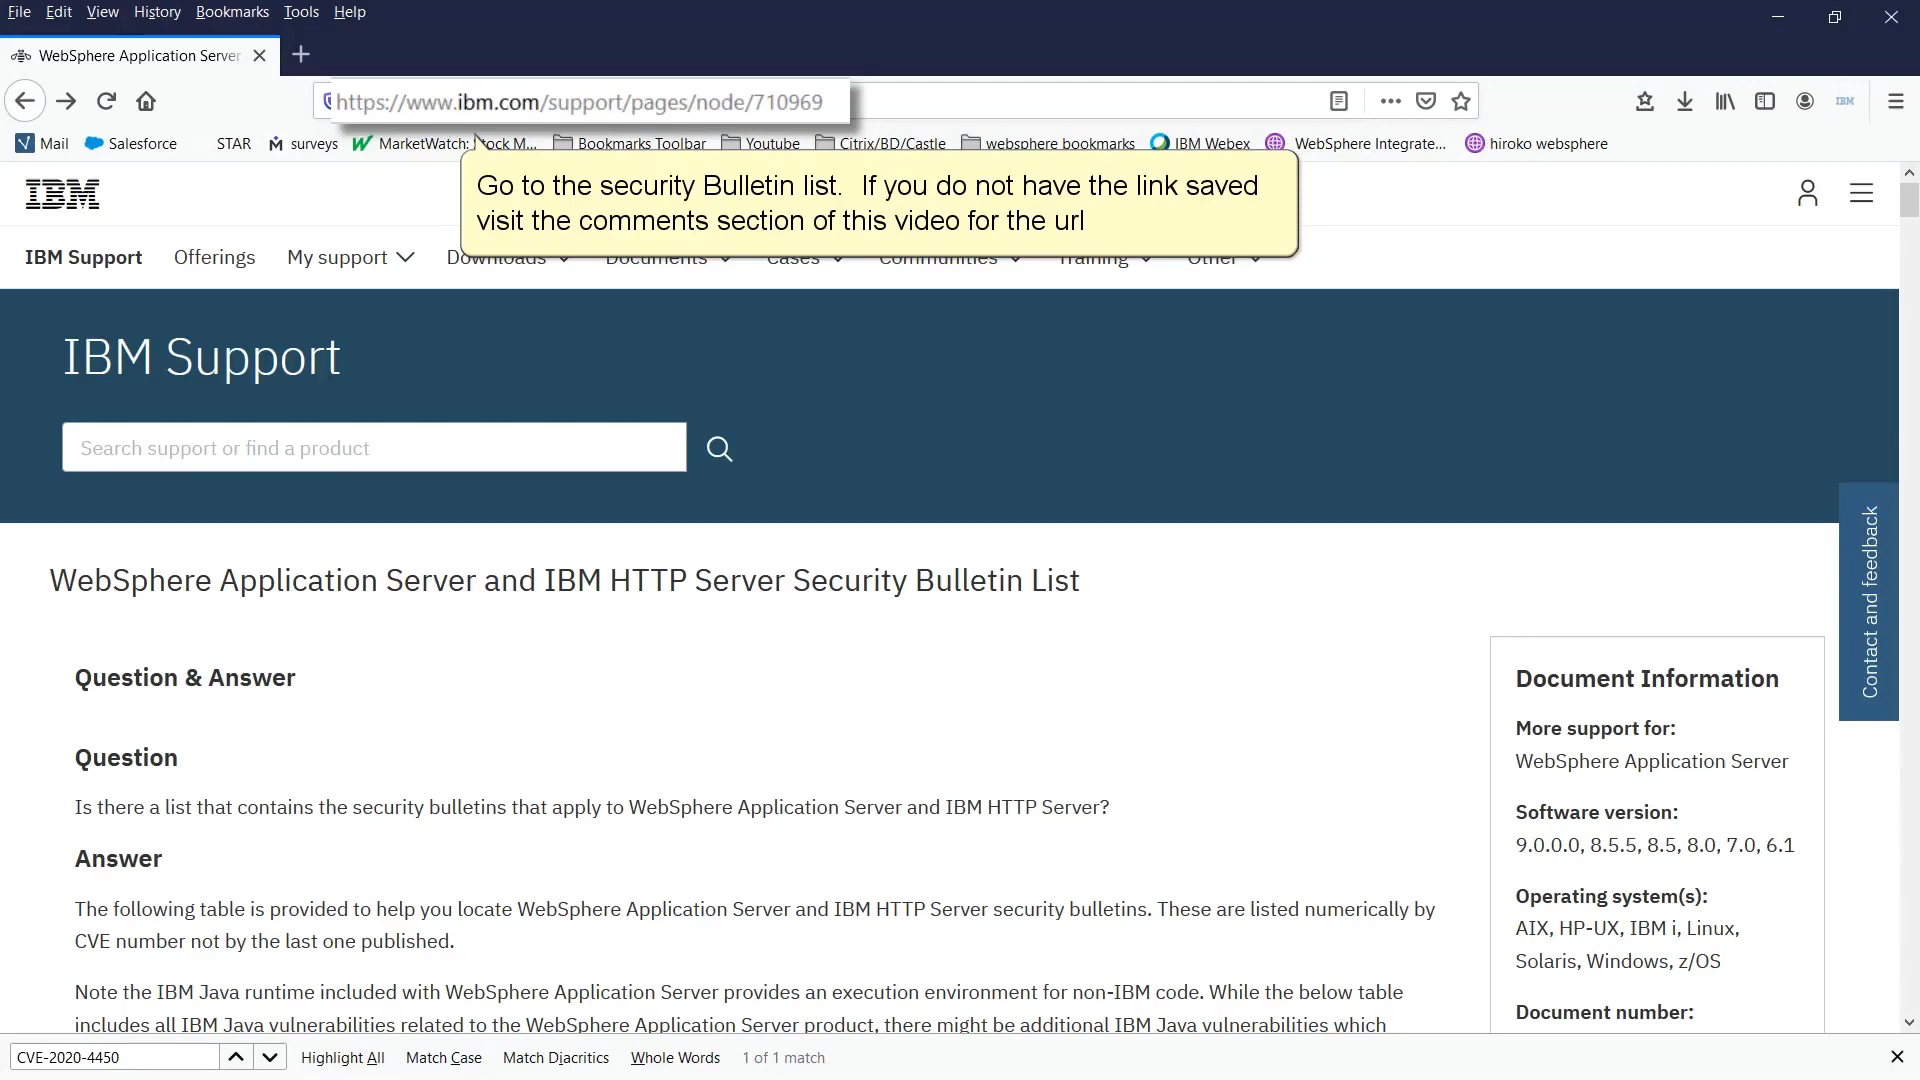 File Edit View History Bookmarks Tools Help
WebSphere Application Server
https://www.ibm.com/support/pages/node/710969
IBM
Mail Salesforce STAR surveys MarketWatch: Stock M... Bookmarks Toolbar Youtube Citrix/BD/Castle websphere bookmarks IBM Webex WebSphere Integrate... hiroko websphere
Go to the security Bulletin list. If you do not have the link saved
visit the comments section of this video for the url
IBM
IBM Support Offerings My support Downloads Documents Cases Communities Training Other
IBM Support
Search support or find a product
Contact and feedback
WebSphere Application Server and IBM HTTP Server Security Bulletin List
Question & Answer
Question
Is there a list that contains the security bulletins that apply to WebSphere Application Server and IBM HTTP Server?
Answer
The following table is provided to help you locate WebSphere Application Server and IBM HTTP Server security bulletins. These are listed numerically by
CVE number not by the last one published.
Note the IBM Java runtime included with WebSphere Application Server provides an execution environment for non-IBM code. While the below table
includes all IBM Java vulnerabilities related to the WebSphere Application Server product, there might be additional IBM Java vulnerabilities which
Document Information
More support for:
WebSphere Application Server
Software version:
9.0.0.0, 8.5.5, 8.5, 8.0, 7.0, 6.1
Operating system(s):
AIX, HP-UX, IBM i, Linux,
Solaris, Windows, z/OS
Document number:
CVE-2020-4450 Highlight All Match Case Match Diacritics Whole Words 1 of 1 match